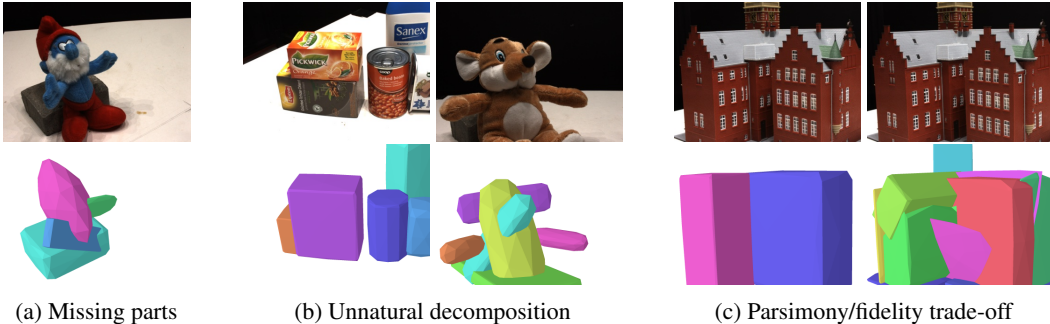 Sanex
PICKWICK
(a) Missing parts
(b) Unnatural decomposition
(c) Parsimony/fidelity trade-off